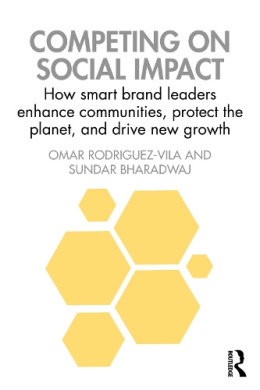 COMPETING ON
SOCIAL IMPACT
How smart brand leaders
enhance communities, protect the
planet, and drive new growth
OMAR RODRIGUEZ-VILA AND
SUNDAR BHARADWAJ
ROUTLEDGE